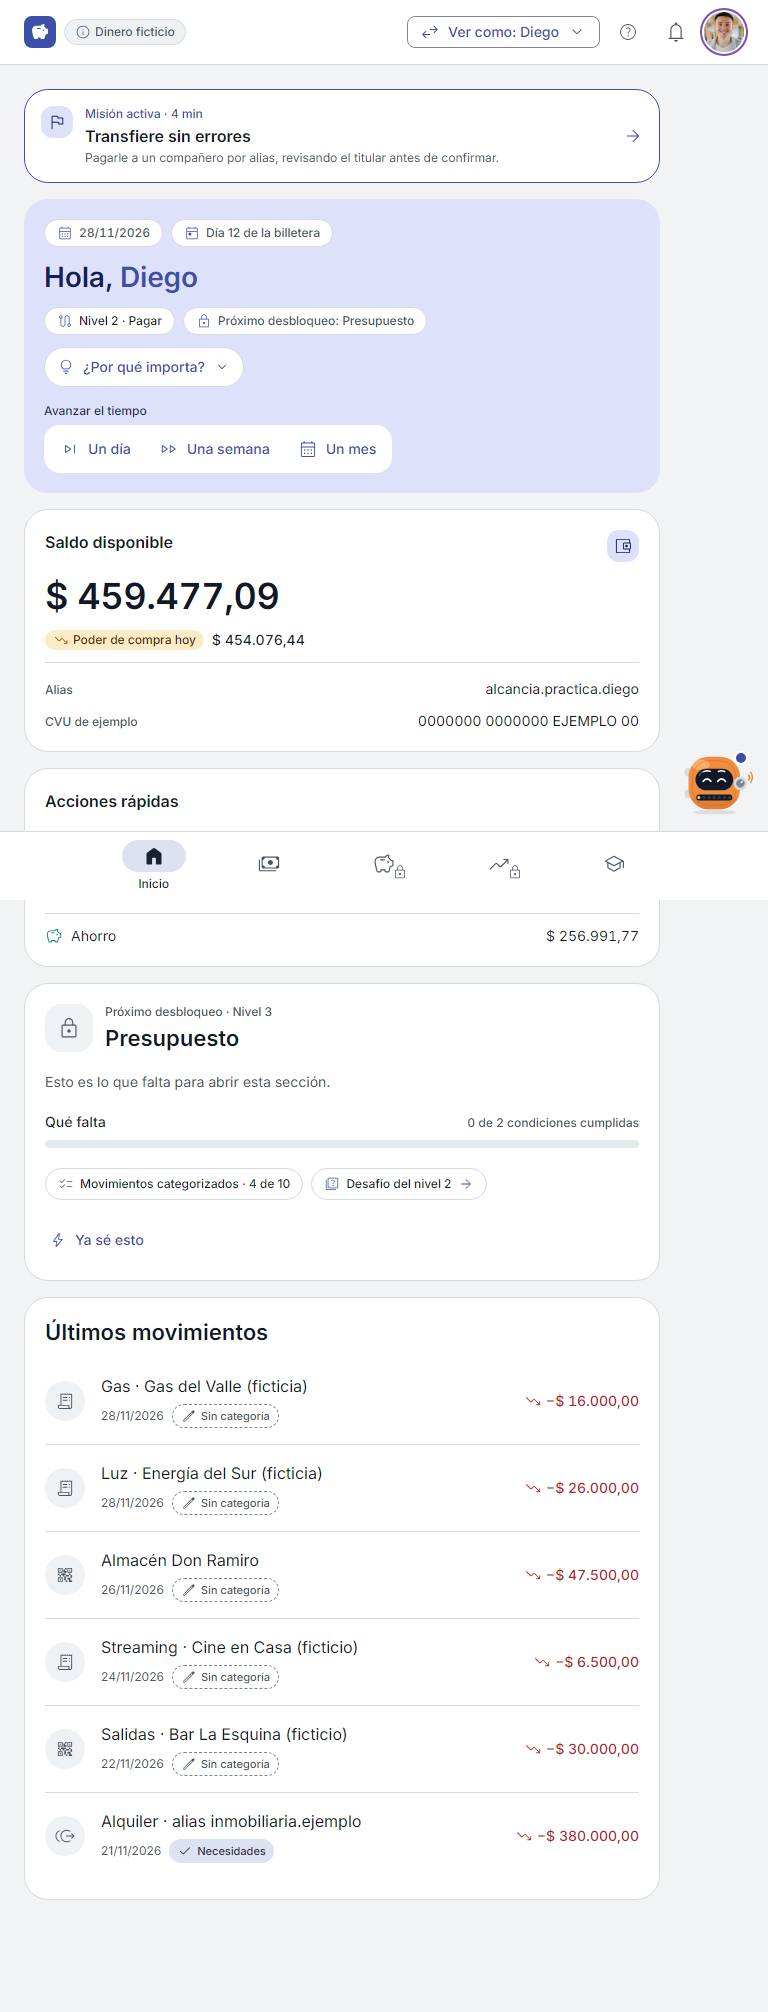 Dinero ficticio
Ver como: Diego
Misión activa · 4 min
Transfiere sin errores
Pagarle a un compañero por alias, revisando el titular antes de confirmar.
28/11/2026
Día 12 de la billetera
Hola, Diego
Nivel 2 · Pagar
Próximo desbloqueo: Presupuesto
¿Por qué importa?
Avanzar el tiempo
Un día
Una semana
Un mes
Saldo disponible
$ 459.477,09
Poder de compra hoy $ 454.076,44
Alias alcancia.practica.diego
CVU de ejemplo 0000000 0000000 EJEMPLO 00
Acciones rápidas
Inicio
Ahorro $ 256.991,77
Próximo desbloqueo · Nivel 3
Presupuesto
Esto es lo que falta para abrir esta sección.
Qué falta 0 de 2 condiciones cumplidas
Movimientos categorizados · 4 de 10
Desafío del nivel 2
Ya sé esto
Últimos movimientos
Gas · Gas del Valle (ficticia)
28/11/2026 Sin categoría
−$ 16.000,00
Luz · Energía del Sur (ficticia)
28/11/2026 Sin categoría
−$ 26.000,00
Almacén Don Ramiro
26/11/2026 Sin categoría
−$ 47.500,00
Streaming · Cine en Casa (ficticio)
24/11/2026 Sin categoría
−$ 6.500,00
Salidas · Bar La Esquina (ficticio)
22/11/2026 Sin categoría
−$ 30.000,00
Alquiler · alias inmobiliaria.ejemplo
21/11/2026 Necesidades
−$ 380.000,00